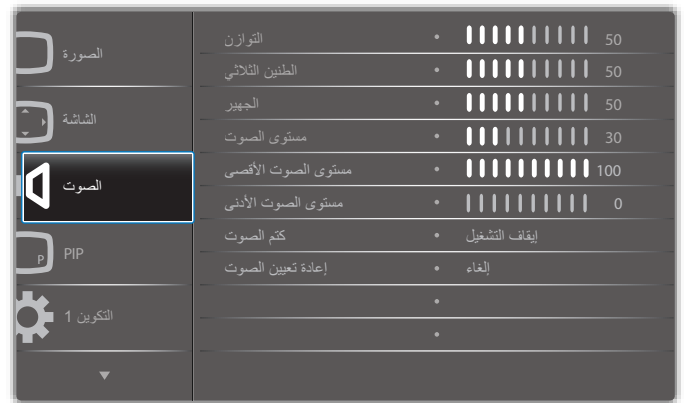 الصورة
الشاشة
الصوت
P
PIP
التكوين 1
التوازن • 50
الطنين الثلاثي • 50
الجهير • 50
مستوى الصوت • 30
مستوى الصوت الأقصى • 100
مستوى الصوت الأدنى • 0
كتم الصوت • إيقاف التشغيل
إعادة تعيين الصوت • إلغاء